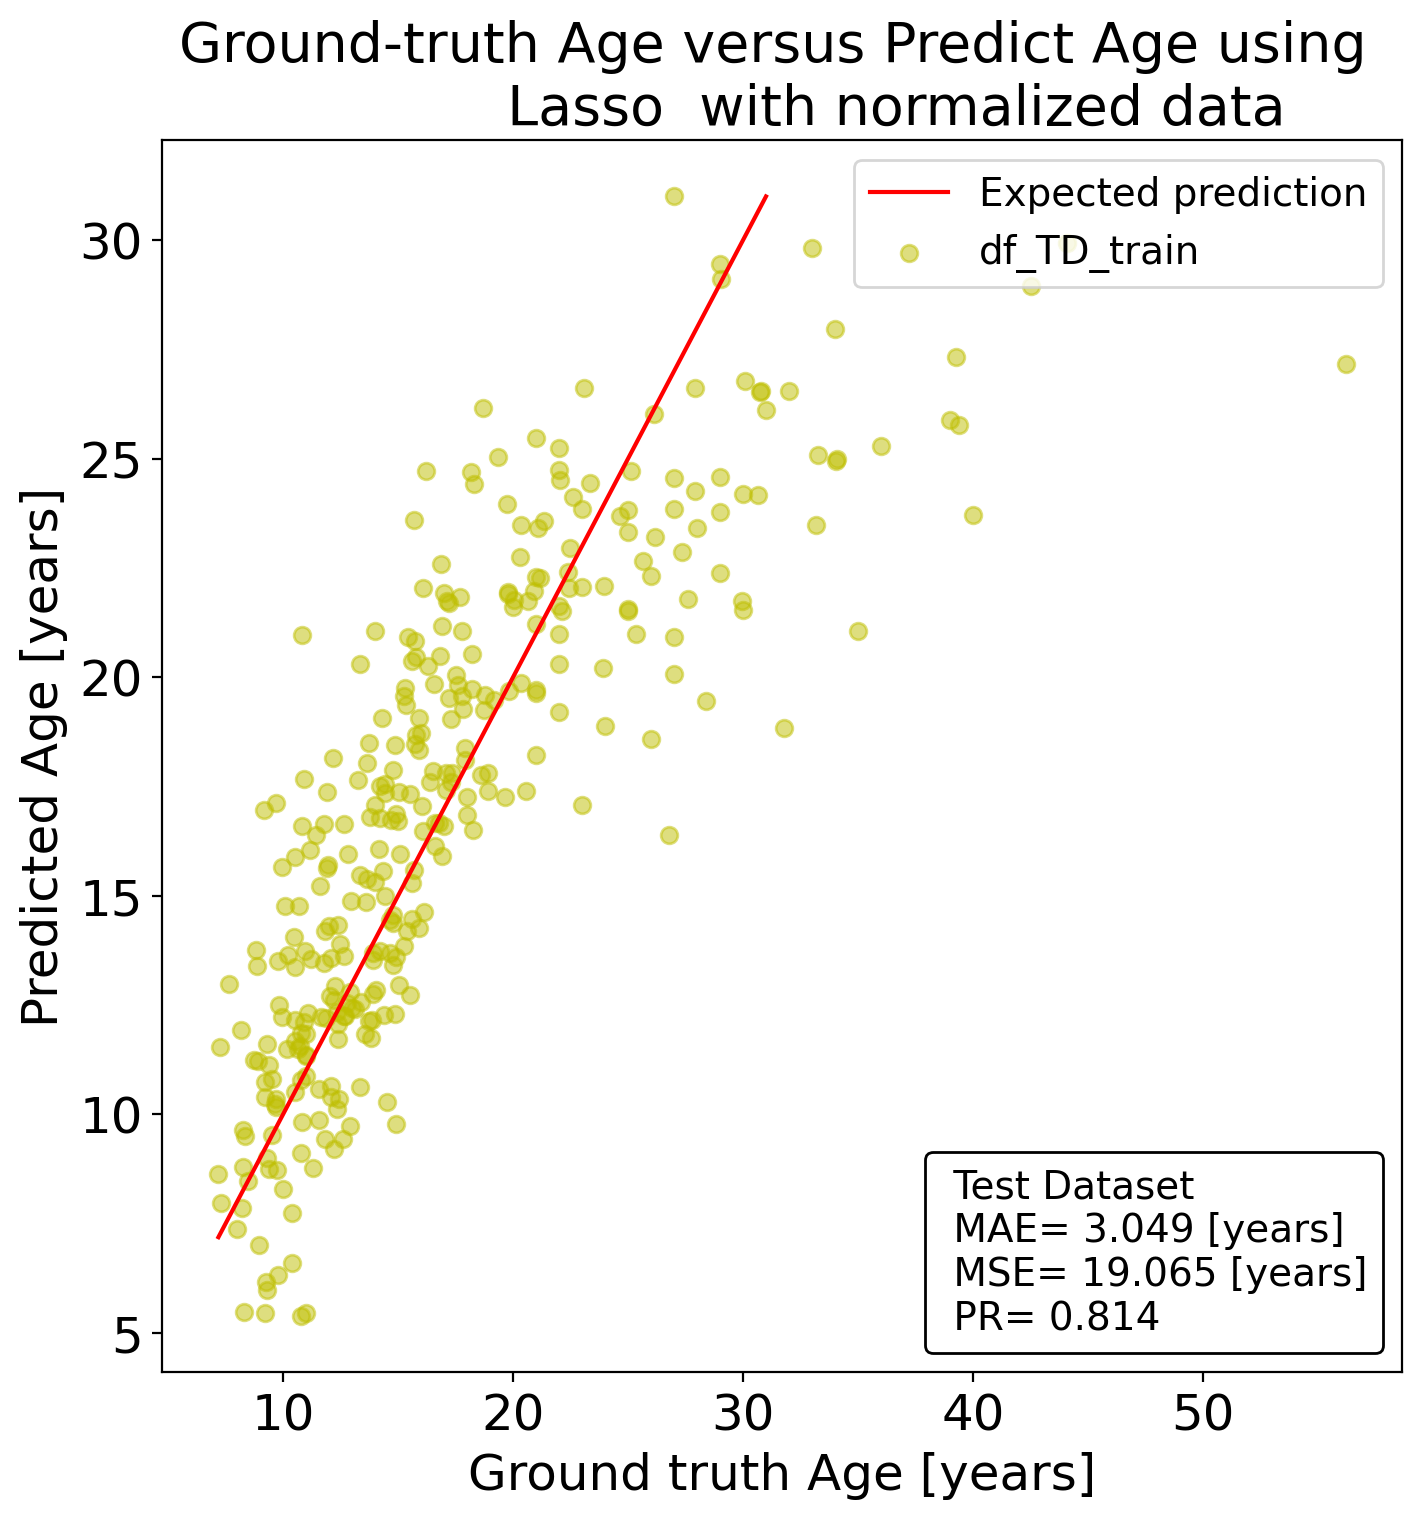 Ground-truth Age versus Predict Age using
Lasso  with normalized data
Expected prediction
df_TD_train
30
25
20
15
10
5
Predicted Age [years]
Test Dataset
MAE= 3.049 [years]
MSE= 19.065 [years]
PR= 0.814
10 20 30 40 50
Ground truth Age [years]